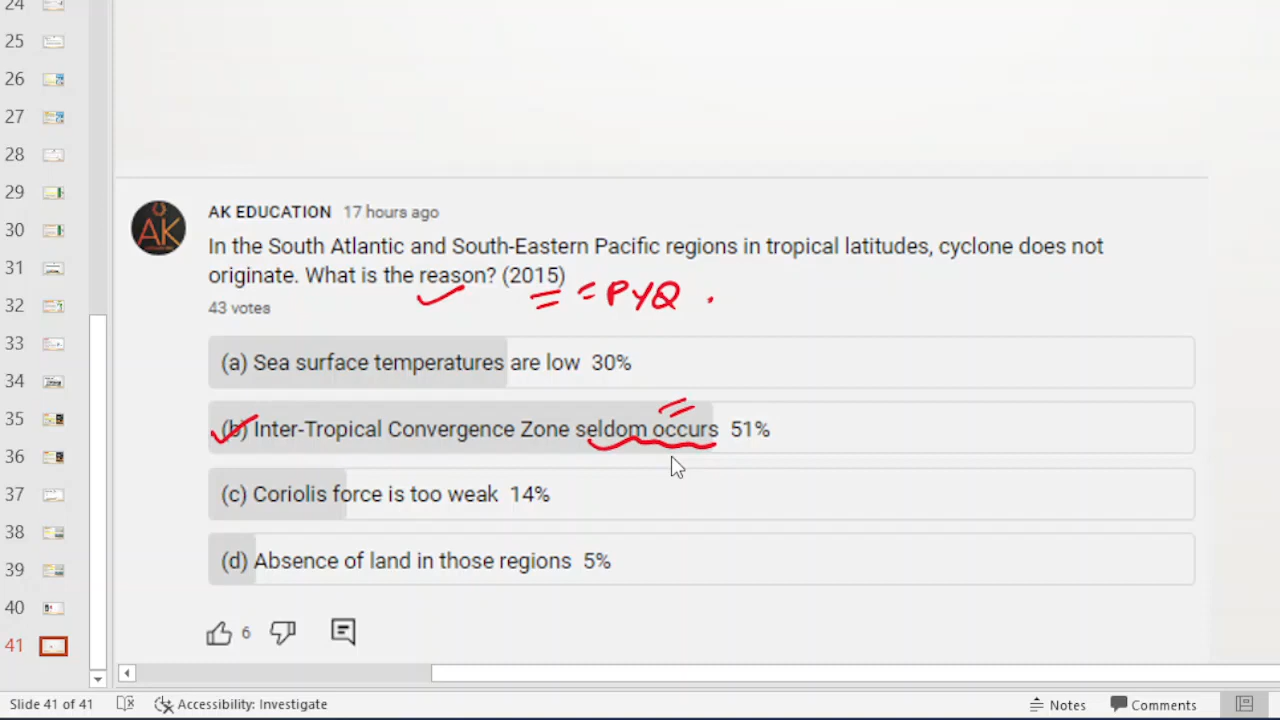 24
25
26
27
28
29
30
31
32
33
34
35
36
37
38
39
40
41
AK
AK EDUCATION 17 hours ago
In the South Atlantic and South-Eastern Pacific regions in tropical latitudes, cyclone does not
originate. What is the reason? (2015)
= PYQ .
43 votes
(a) Sea surface temperatures are low 30%
(b) Inter-Tropical Convergence Zone seldom occurs 51%
(c) Coriolis force is too weak 14%
(d) Absence of land in those regions 5%
6
Slide 41 of 41 Accessibility: Investigate Notes Comments